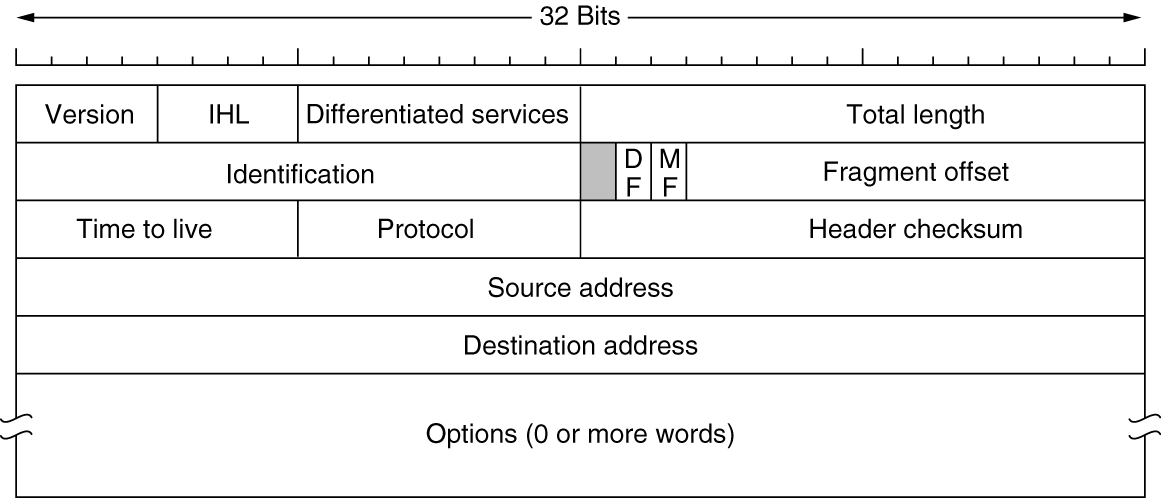 32 Bits
Version IHL Differentiated services Total length
Identification D F M F Fragment offset
Time to live Protocol Header checksum
Source address
Destination address
Options (0 or more words)